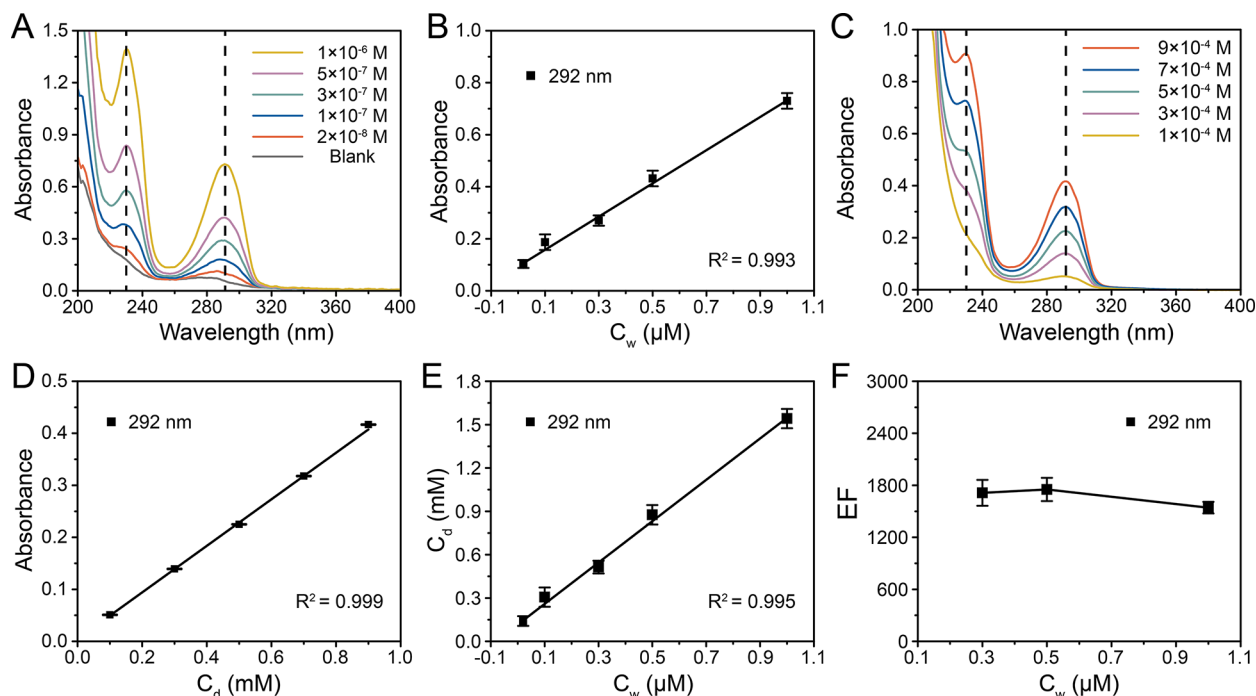 A
1.5
1.2
0.9
0.6
0.3
0.0
Absorbance
1×10⁻⁶ M
5×10⁻⁷ M
3×10⁻⁷ M
1×10⁻⁷ M
2×10⁻⁸ M
Blank
200 240 280 320 360 400
Wavelength (nm)
B
1.0
0.8
0.6
0.4
0.2
0.0
Absorbance
292 nm
R² = 0.993
-0.1 0.1 0.3 0.5 0.7 0.9 1.1
C_w (µM)
C
1.0
0.8
0.6
0.4
0.2
0.0
Absorbance
9×10⁻⁴ M
7×10⁻⁴ M
5×10⁻⁴ M
3×10⁻⁴ M
1×10⁻⁴ M
200 240 280 320 360 400
Wavelength (nm)
D
0.5
0.4
0.3
0.2
0.1
0.0
Absorbance
292 nm
R² = 0.999
0.0 0.2 0.4 0.6 0.8 1.0
C_d (mM)
E
1.8
1.5
1.2
0.9
0.6
0.3
0.0
C_d (mM)
292 nm
R² = 0.995
-0.1 0.1 0.3 0.5 0.7 0.9 1.1
C_w (µM)
F
3000
2400
1800
1200
600
0
EF
292 nm
0.1 0.3 0.5 0.7 0.9 1.1
C_w (µM)